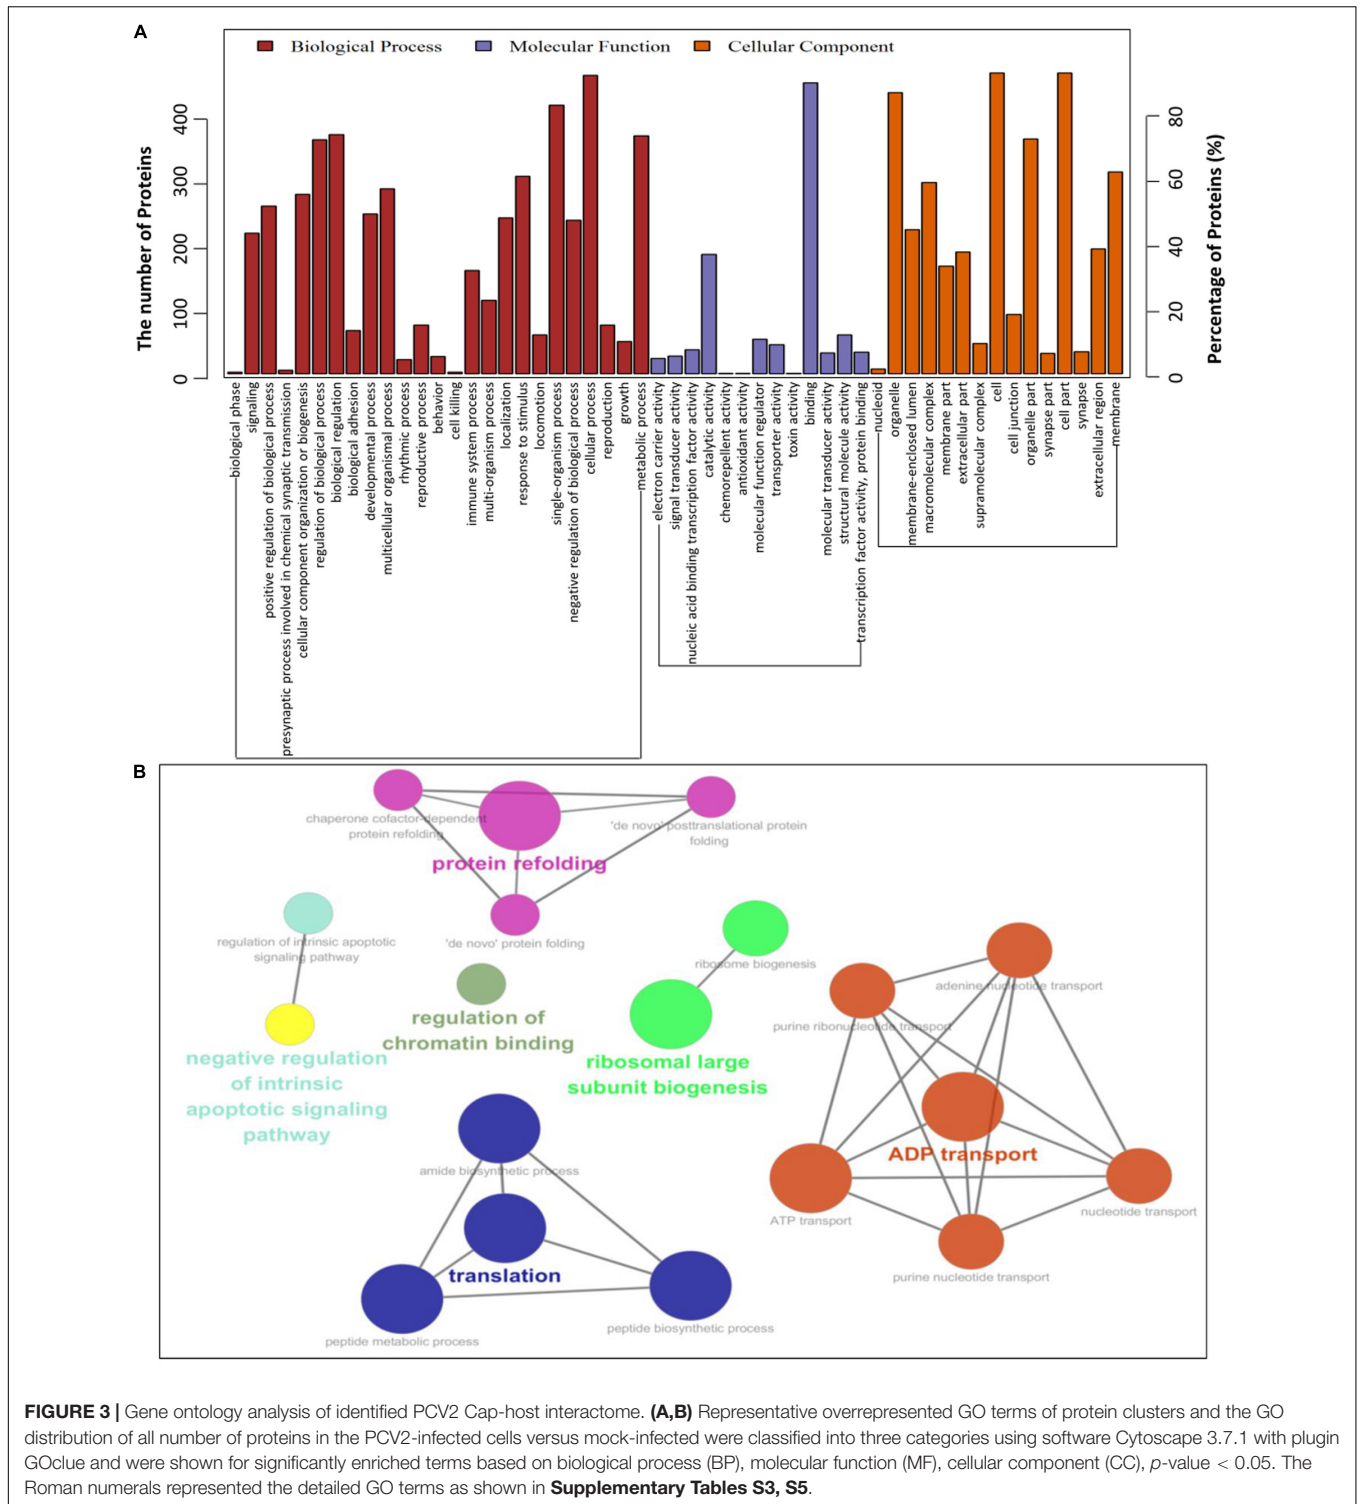 A
Biological Process
Molecular Function
Cellular Component
The number of Proteins
400
300
200
100
0
Percentage of Proteins (%)
80
60
40
20
0
biological phase
signaling
positive regulation of biological process
presynaptic process involved in chemical synaptic transmission
cellular component organization or biogenesis
regulation of biological process
biological regulation
biological adhesion
developmental process
multicellular organismal process
rhythmic process
reproductive process
behavior
cell killing
immune system process
multi-organism process
localization
response to stimulus
locomotion
single-organism process
negative regulation of biological process
cellular process
reproduction
growth
metabolic process
electron carrier activity
signal transducer activity
nucleic acid binding transcription factor activity
catalytic activity
chemorepellent activity
antioxidant activity
molecular function regulator
transporter activity
toxin activity
binding
molecular transducer activity
structural molecule activity
transcription factor activity, protein binding
nucleoid
organelle
membrane-enclosed lumen
macromolecular complex
membrane part
extracellular part
supramolecular complex
cell
cell junction
organelle part
synapse part
cell part
synapse
extracellular region
membrane
B
chaperone cofactor-dependent
protein refolding
'de novo' posttranslational protein
folding
protein refolding
'de novo' protein folding
regulation of intrinsic apoptotic
signaling pathway
negative regulation
of intrinsic
apoptotic signaling
pathway
regulation of
chromatin binding
ribosome biogenesis
ribosomal large
subunit biogenesis
adenine nucleotide transport
purine ribonucleotide transport
ADP transport
ATP transport
nucleotide transport
purine nucleotide transport
amide biosynthetic process
translation
peptide metabolic process
peptide biosynthetic process
FIGURE 3 | Gene ontology analysis of identified PCV2 Cap-host interactome. (A,B) Representative overrepresented GO terms of protein clusters and the GO
distribution of all number of proteins in the PCV2-infected cells versus mock-infected were classified into three categories using software Cytoscape 3.7.1 with plugin
GOclue and were shown for significantly enriched terms based on biological process (BP), molecular function (MF), cellular component (CC), p-value < 0.05. The
Roman numerals represented the detailed GO terms as shown in Supplementary Tables S3, S5.